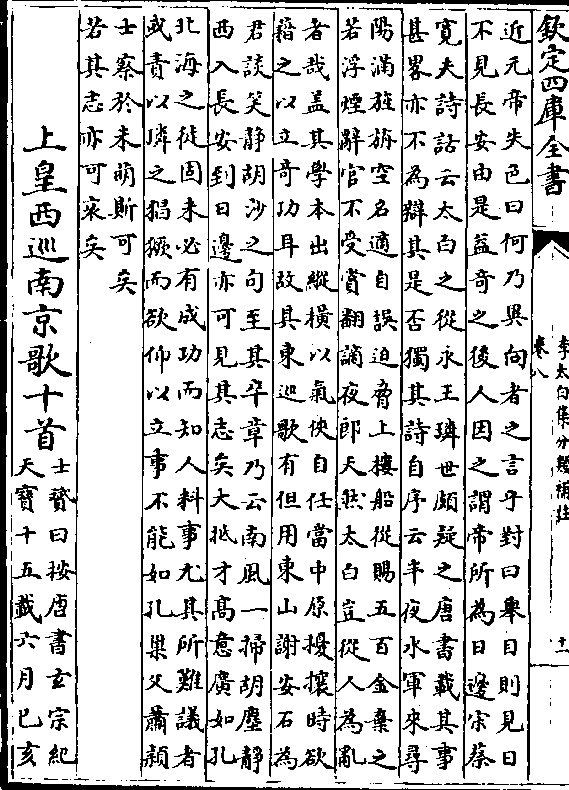 欽定四庫全書
李太白集分類補註
卷八
十一
近元帝失色曰何乃異向者之言乎對曰舉目則見日
不見長安由是益奇之後人因之謂帝所為日邊宋蔡
寛夫詩話云太白之從永王璘世頗疑之唐書載其事
甚畧亦不為辯其是否獨其詩自序云半夜水軍來尋
陽滿旌旃空名適自誤迫脅上樓船從賜五百金棄之
若浮煙辭官不受賞翻謫夜郎天然太白豈從人為亂
者哉盖其學本出縱橫以氣俠自任當中原擾攘時欲
藉之以立奇功耳故其東巡歌有但用東山謝安石為
君談笑静胡沙之句至其卒章乃云南風一掃胡塵静
西入長安到日邊亦可見其志矣大抵才髙意廣如孔
北海之徒固未必有成功而知人料事尤其所難議者
或責以璘之猖獗而欲仰以立事不能如孔巢父蕭穎
士察於未萌斯可矣
若其志亦可哀矣
上皇西巡南京歌十首
士贇曰按唐書玄宗紀
天寶十五載六月已亥